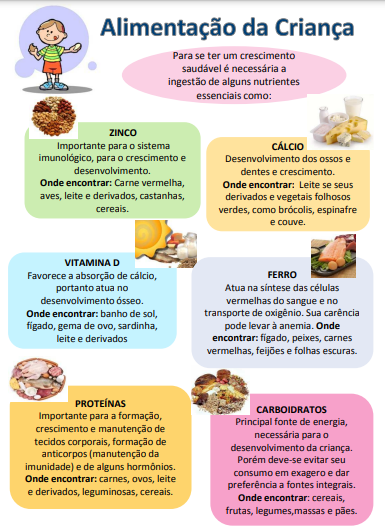 Alimentação da Criança
Para se ter um crescimento
saudável é necessária a
ingestão de alguns nutrientes
essenciais como:
ZINCO
Importante para o sistema
imunológico, para o crescimento e
desenvolvimento.
Onde encontrar: Carne vermelha,
aves, leite e derivados, castanhas,
cereais.
CÁLCIO
Desenvolvimento dos ossos e
dentes e crescimento.
Onde encontrar: Leite se seus
derivados e vegetais folhosos
verdes, como brócolis, espinafre
e couve.
VITAMINA D
Favorece a absorção de cálcio,
portanto atua no
desenvolvimento ósseo.
Onde encontrar: banho de sol,
fígado, gema de ovo, sardinha,
leite e derivados
FERRO
Atua na síntese das células
vermelhas do sangue e no
transporte de oxigênio. Sua carência
pode levar à anemia. Onde
encontrar: fígado, peixes, carnes
vermelhas, feijões e folhas escuras.
PROTEÍNAS
Importante para a formação,
crescimento e manutenção de
tecidos corporais, formação de
anticorpos (manutenção da
imunidade) e de alguns hormônios.
Onde encontrar: carnes, ovos, leite
e derivados, leguminosas, cereais.
CARBOIDRATOS
Principal fonte de energia,
necessária para o
desenvolvimento da criança.
Porém deve-se evitar seu
consumo em exagero e dar
preferência a fontes integrais.
Onde encontrar: cereais,
frutas, legumes,massas e pães.